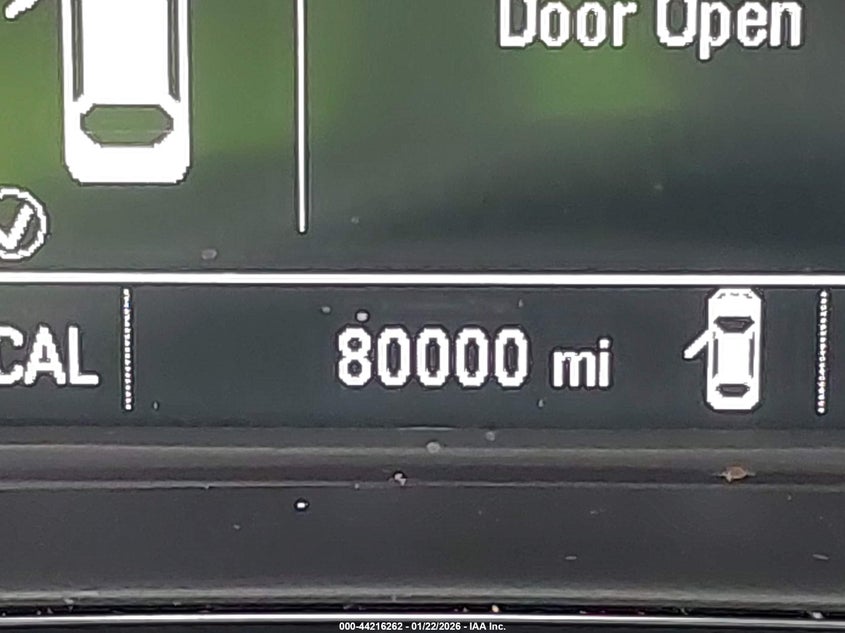 Door Open
CAL
80000 mi
000-44216262 - 01/22/2026 - IAA Inc.